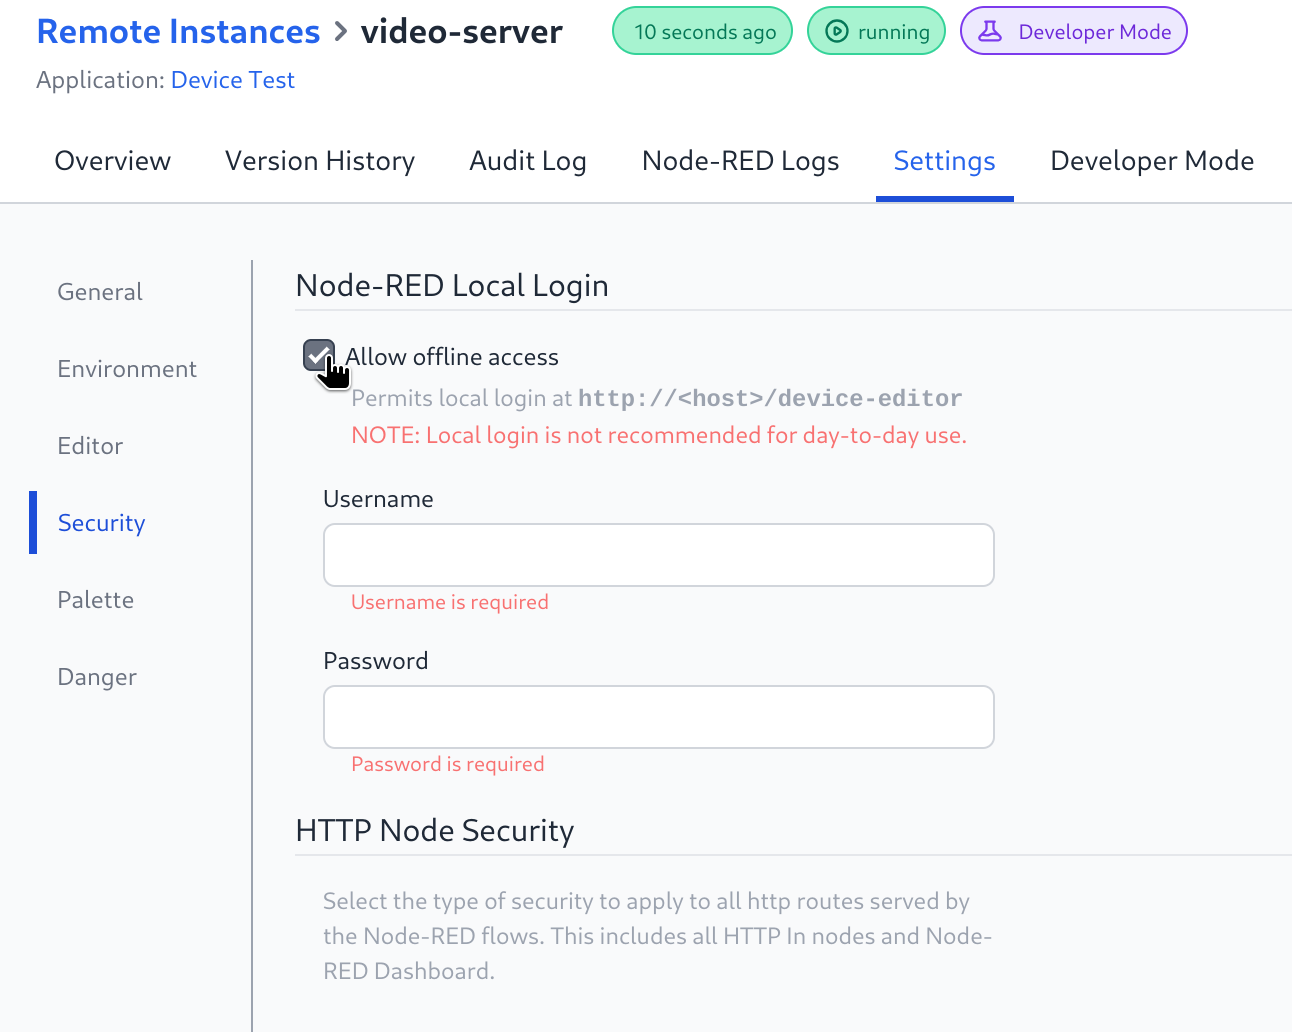 Remote Instances > video-server 10 seconds ago running Developer Mode
Application: Device Test
Overview Version History Audit Log Node-RED Logs Settings Developer Mode
General
Environment
Editor
Security
Palette
Danger
Node-RED Local Login
Allow offline access
Permits local login at http://<host>/device-editor
NOTE: Local login is not recommended for day-to-day use.
Username
Username is required
Password
Password is required
HTTP Node Security
Select the type of security to apply to all http routes served by
the Node-RED flows. This includes all HTTP In nodes and Node-
RED Dashboard.